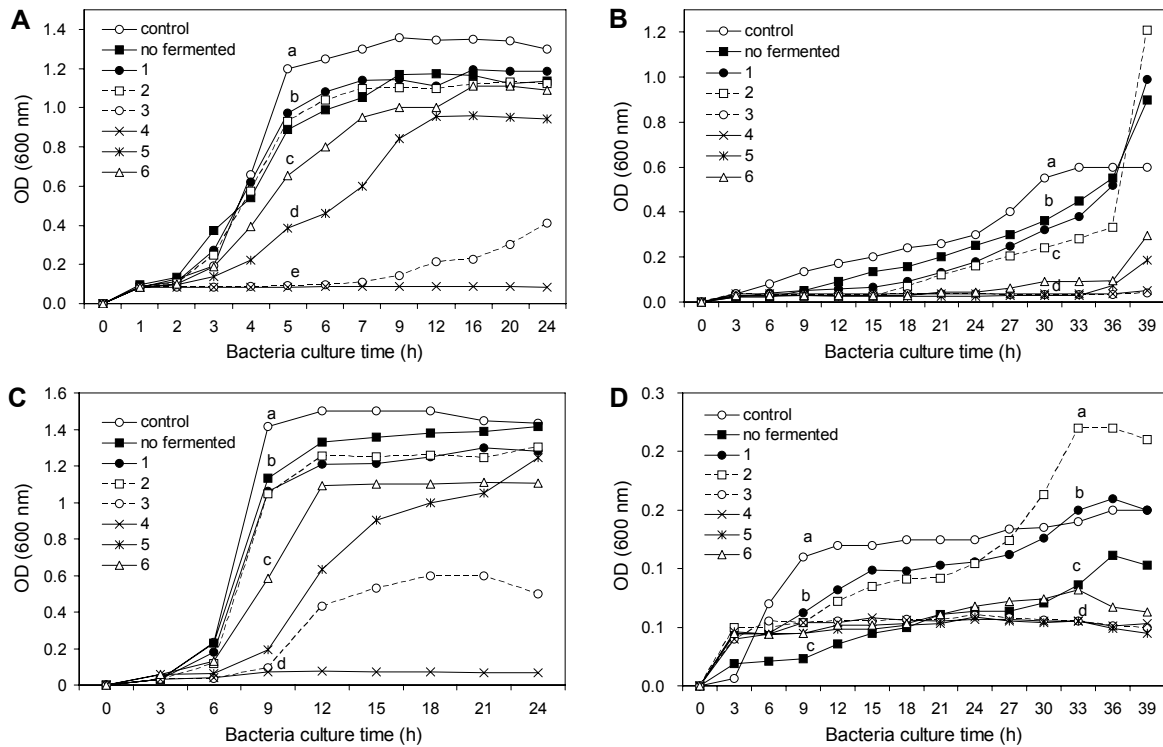 A
control
no fermented
1
2
3
4
5
6
a
b
c
d
e
OD (600 nm)
1.4
1.2
1.0
0.8
0.6
0.4
0.2
0.0
0 1 2 3 4 5 6 7 9 12 16 20 24
Bacteria culture time (h)
B
control
no fermented
1
2
3
4
5
6
a
b
c
d
OD (600 nm)
1.2
1.0
0.8
0.6
0.4
0.2
0.0
0 3 6 9 12 15 18 21 24 27 30 33 36 39
Bacteria culture time (h)
C
control
no fermented
1
2
3
4
5
6
a
b
c
d
OD (600 nm)
1.6
1.4
1.2
1
0.8
0.6
0.4
0.2
0
0 3 6 9 12 15 18 21 24
Bacteria culture time (h)
D
control
no fermented
1
2
3
4
5
6
a
a
b
b
c
c
d
OD (600 nm)
0.3
0.2
0.2
0.1
0.1
0.0
0 3 6 9 12 15 18 21 24 27 30 33 36 39
Bacteria culture time (h)